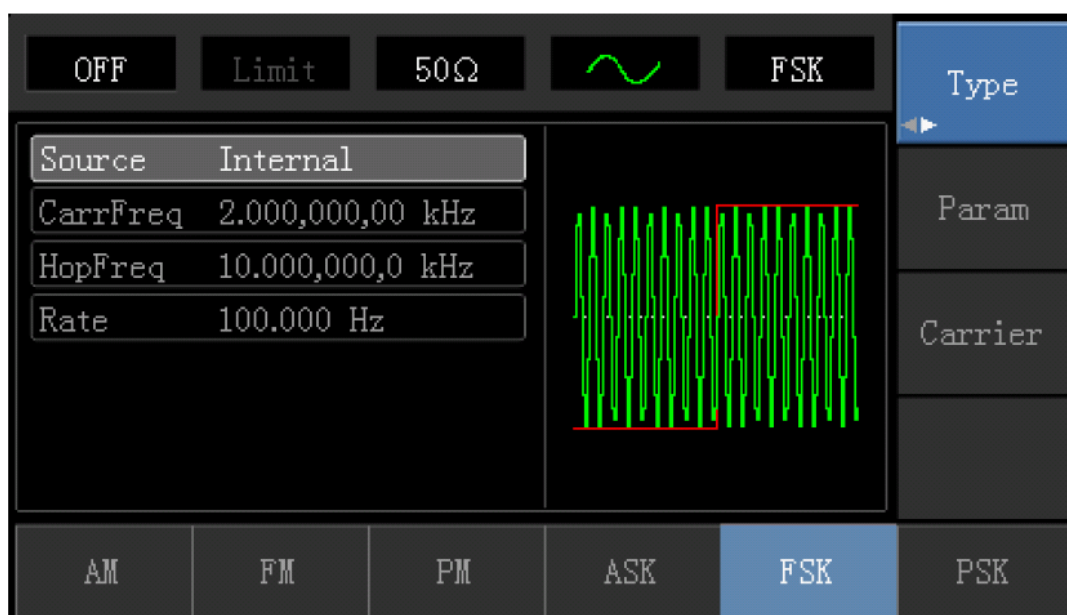 OFF Limit 50Ω FSK
Type
Source Internal
CarrFreq 2.000,000,00 kHz
HopFreq 10.000,000,0 kHz
Rate 100.000 Hz
Param
Carrier
AM FM PM ASK FSK PSK